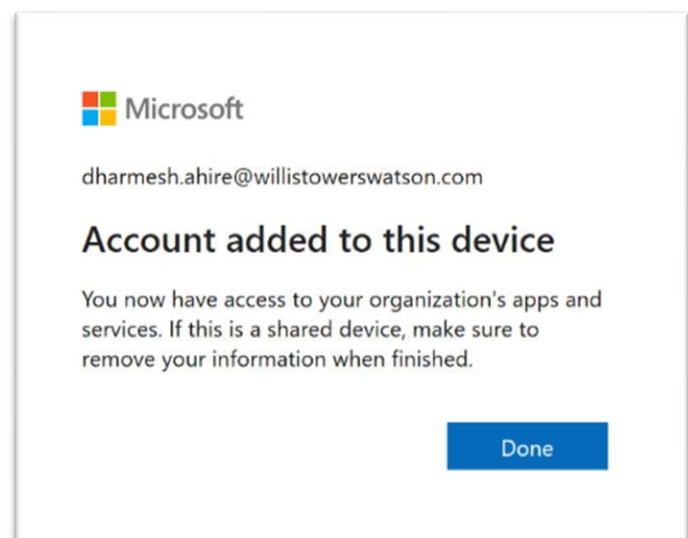 Microsoft
dharmesh.ahire@willistowerswatson.com
Account added to this device
You now have access to your organization's apps and
services. If this is a shared device, make sure to
remove your information when finished.
Done